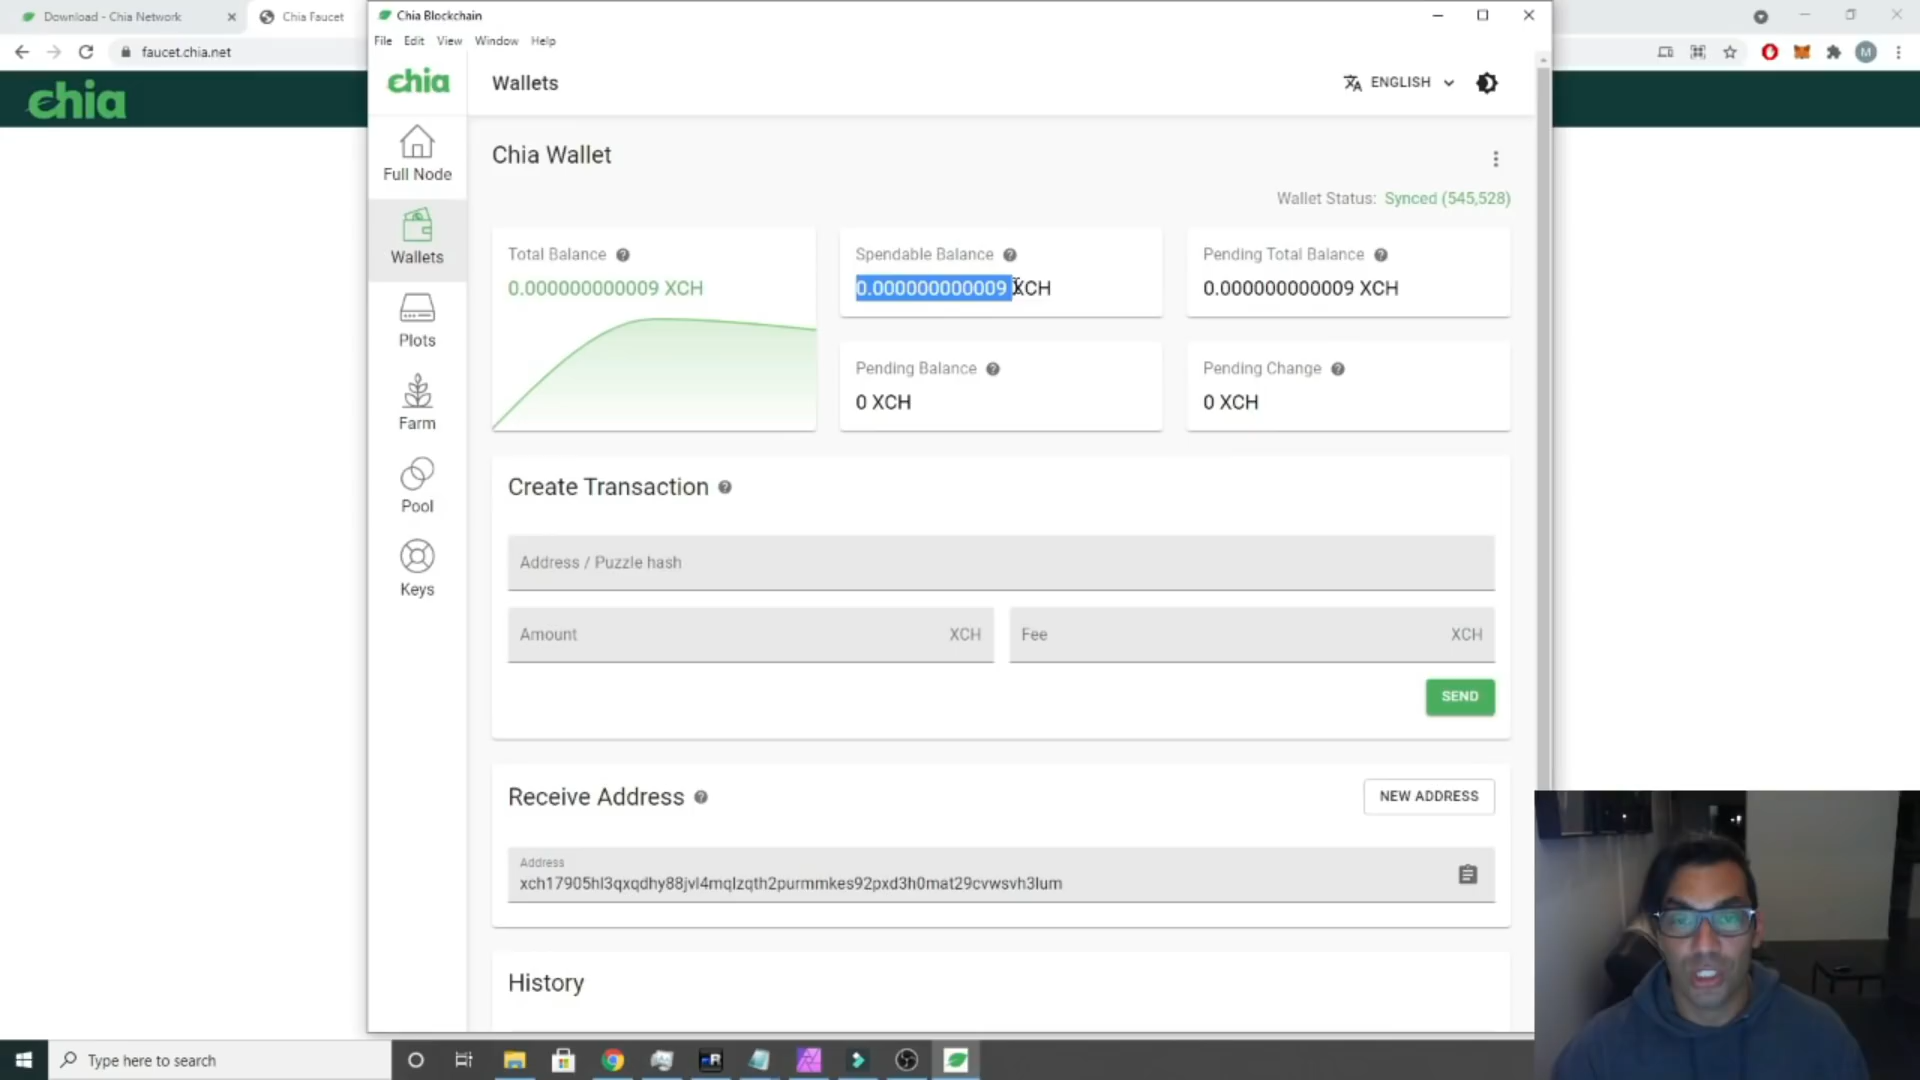 Download - Chia Network
Chia Faucet
faucet.chia.net
chia
Chia Blockchain
File Edit View Window Help
chia
Wallets
ENGLISH
Full Node
Wallets
Plots
Farm
Pool
Keys
Chia Wallet
Wallet Status: Synced (545,528)
Total Balance
0.000000000009 XCH
Spendable Balance
0.000000000009 XCH
Pending Total Balance
0.000000000009 XCH
Pending Balance
0 XCH
Pending Change
0 XCH
Create Transaction
Address / Puzzle hash
Amount XCH
Fee XCH
SEND
Receive Address
NEW ADDRESS
Address
xch17905hl3qxqdhy88jvl4mqlzqth2purmmkes92pxd3h0mat29cvwsvh3lum
History
Type here to search
M
R